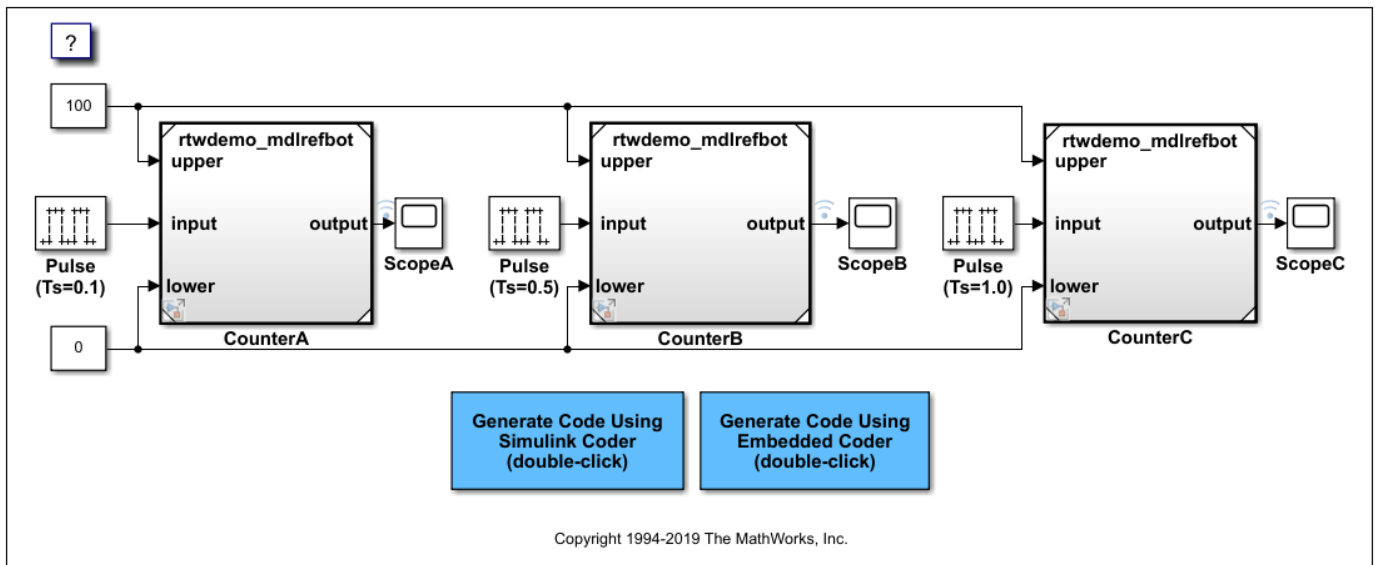 ?
100
rtwdemo_mdlrefbot
upper
input
output
lower
CounterA
Pulse
(Ts=0.1)
ScopeA
rtwdemo_mdlrefbot
upper
input
output
lower
CounterB
Pulse
(Ts=0.5)
ScopeB
rtwdemo_mdlrefbot
upper
input
output
lower
CounterC
Pulse
(Ts=1.0)
ScopeC
0
Generate Code Using
Simulink Coder
(double-click)
Generate Code Using
Embedded Coder
(double-click)
Copyright 1994-2019 The MathWorks, Inc.